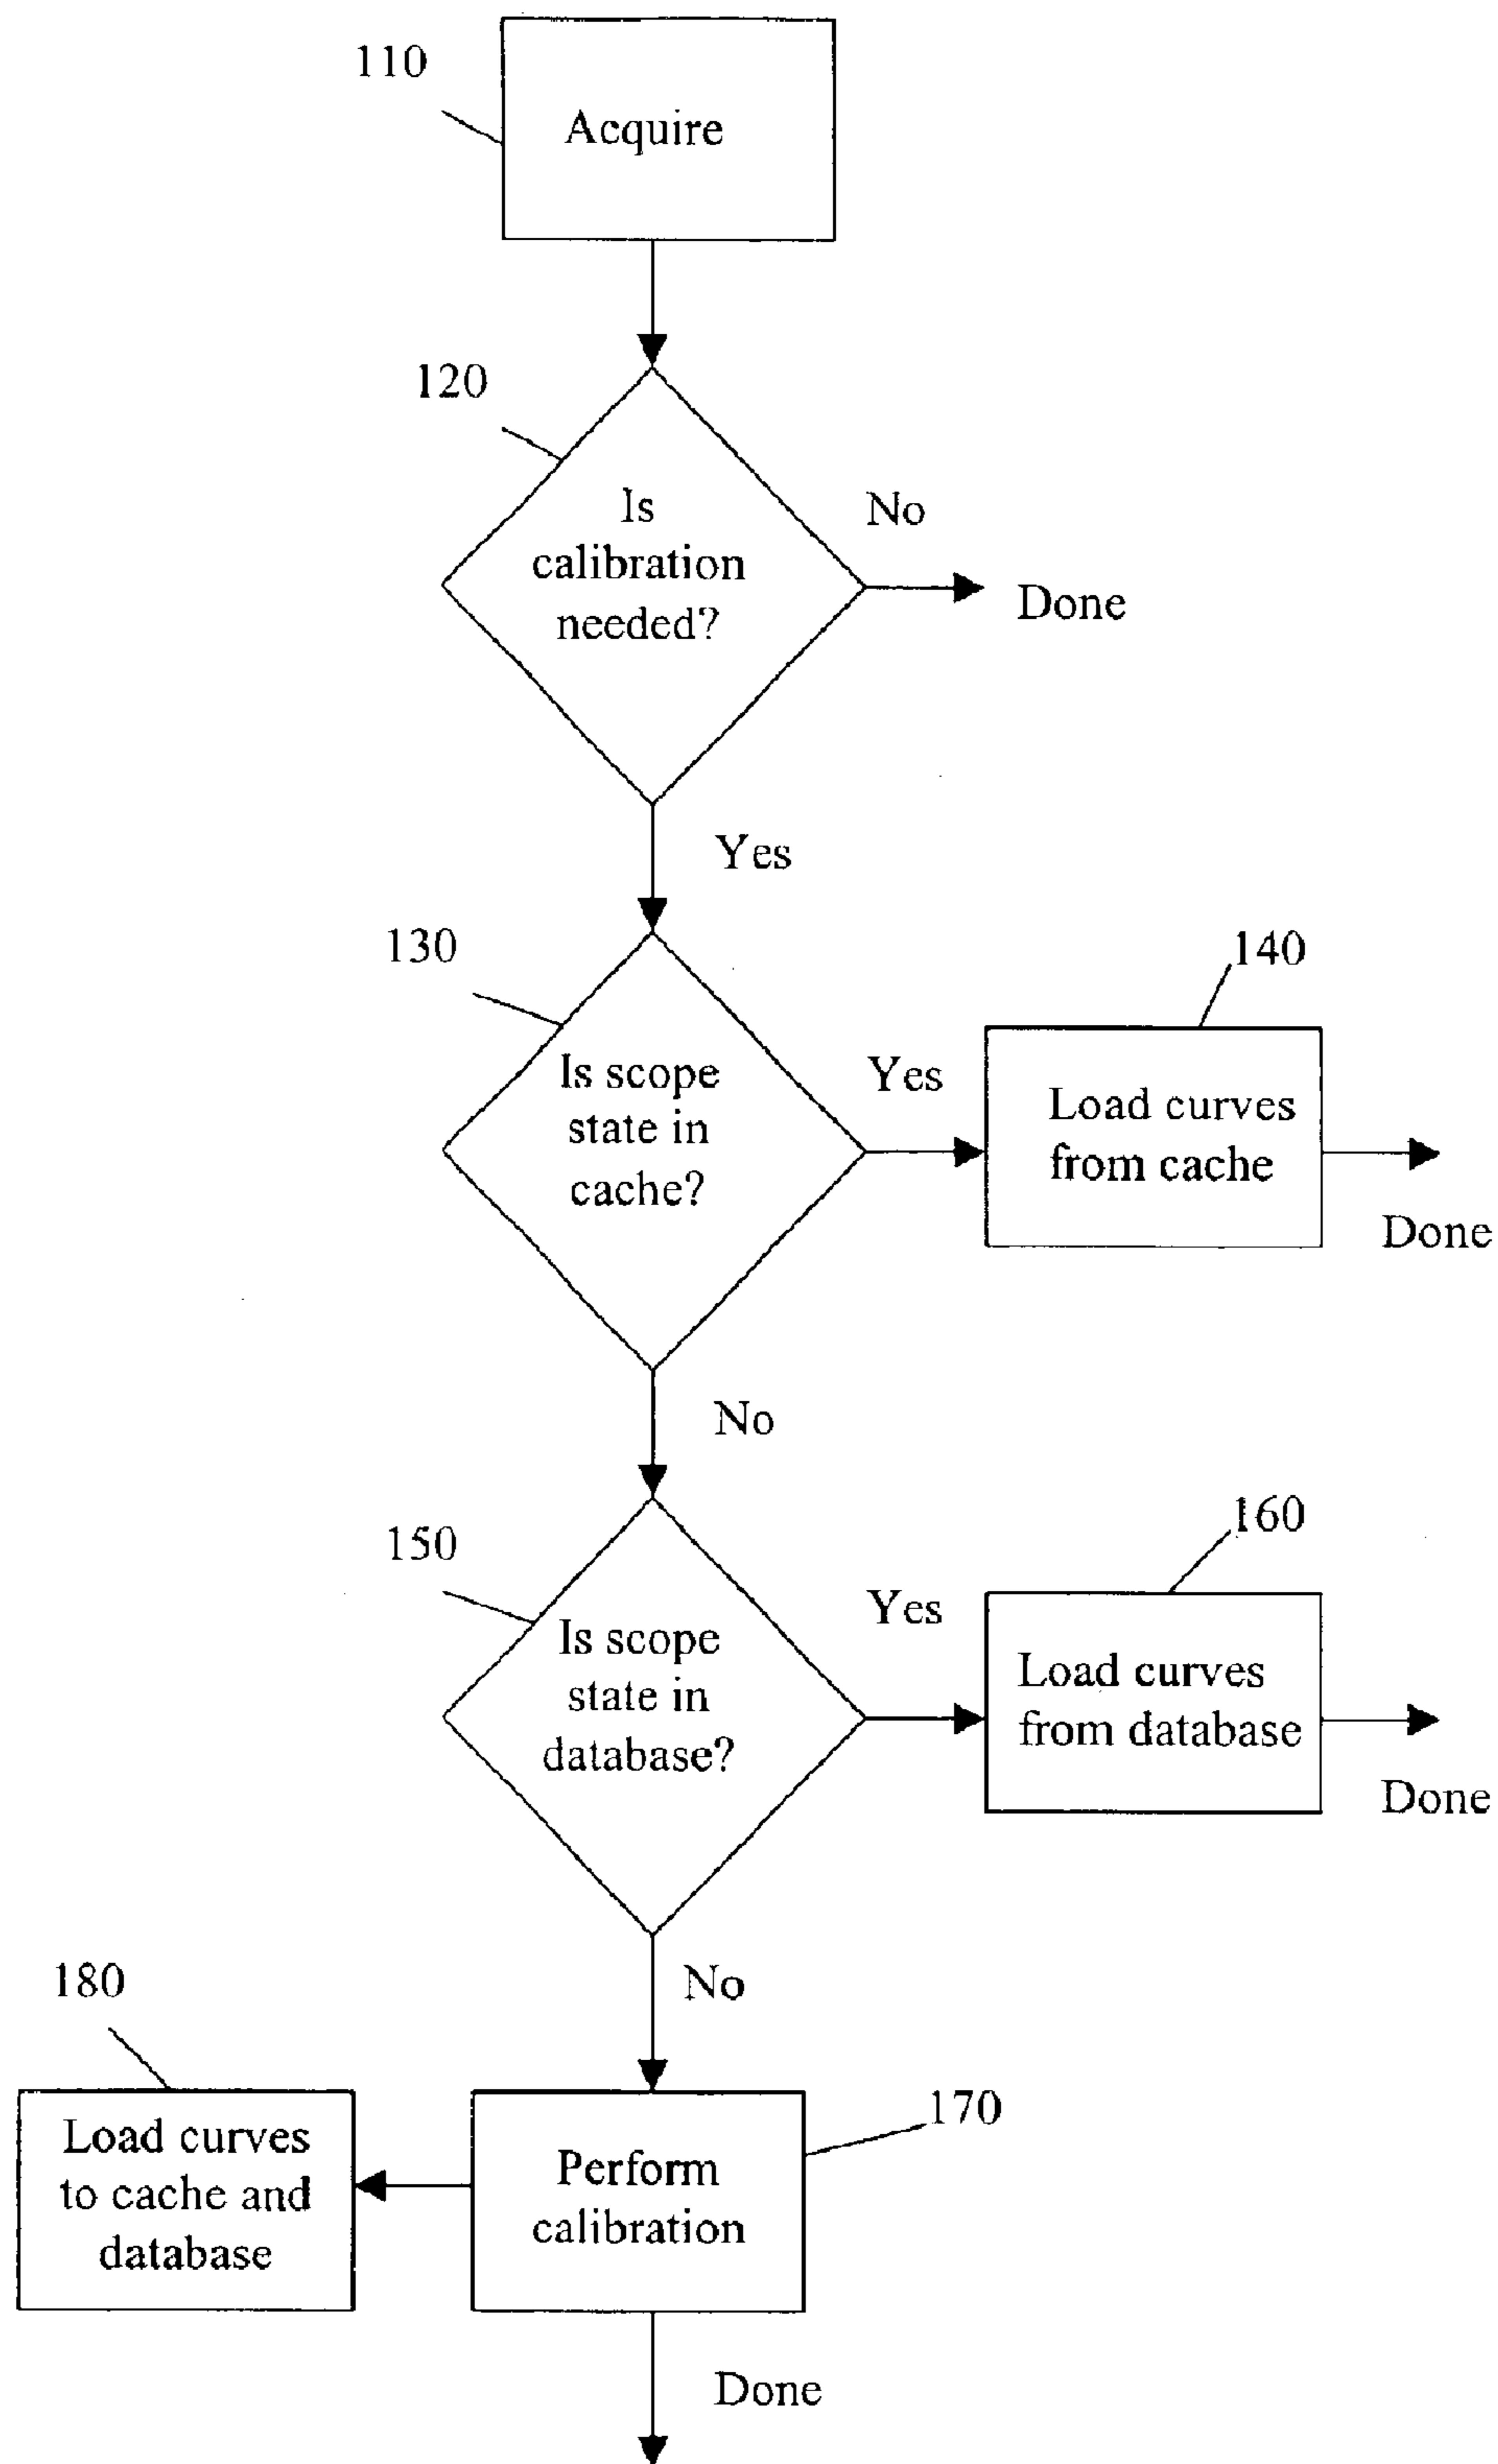 110
Acquire
120
Is
calibration
needed?
No
Done
Yes
130
Is scope
state in
cache?
Yes
140
Load curves
from cache
Done
No
150
Is scope
state in
database?
Yes
160
Load curves
from database
Done
No
180
Load curves
to cache and
database
170
Perform
calibration
Done